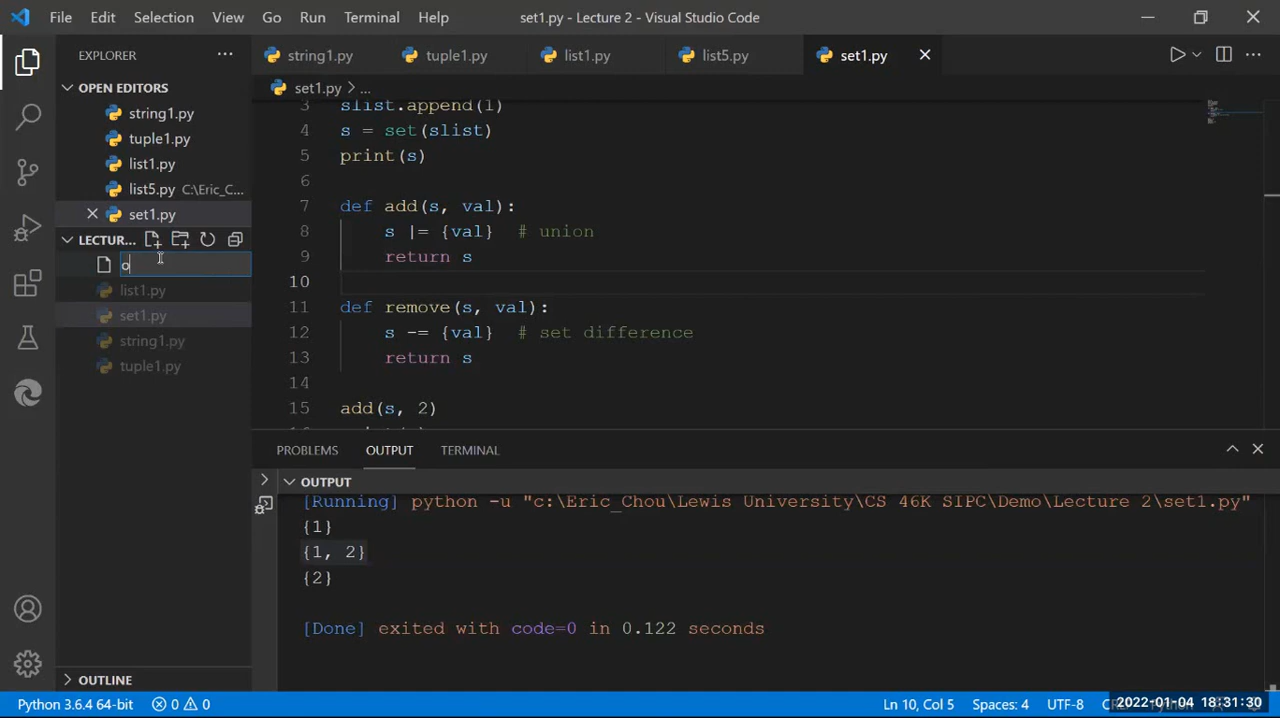 File Edit Selection View Go Run Terminal Help set1.py - Lecture 2 - Visual Studio Code
EXPLORER
OPEN EDITORS
string1.py
tuple1.py
list1.py
list5.py C:\Eric_C...
set1.py
LECTUR...
o
list1.py
set1.py
string1.py
tuple1.py
OUTLINE
string1.py tuple1.py list1.py list5.py set1.py
set1.py > ...
3 slist.append(1)
4 s = set(slist)
5 print(s)
6
7 def add(s, val):
8 s |= {val} # union
9 return s
10
11 def remove(s, val):
12 s -= {val} # set difference
13 return s
14
15 add(s, 2)
PROBLEMS OUTPUT TERMINAL
OUTPUT
[Running] python -u "c:\Eric_Chou\Lewis University\CS 46K SIPC\Demo\Lecture 2\set1.py"
{1}
{1, 2}
{2}
[Done] exited with code=0 in 0.122 seconds
Python 3.6.4 64-bit 0 0 Ln 10, Col 5 Spaces: 4 UTF-8 2022-01-04 18:31:30